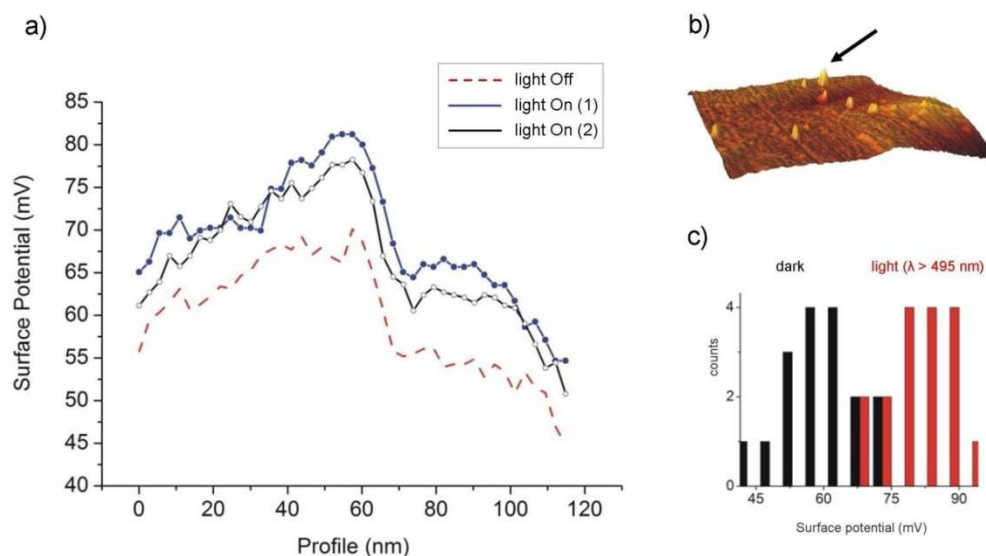 a)
light Off
light On (1)
light On (2)
85
80
75
70
65
60
55
50
45
40
Surface Potential (mV)
0 20 40 60 80 100 120
Profile (nm)
b)
c)
dark light (λ > 495 nm)
4
2
0
counts
45 60 75 90
Surface potential (mV)